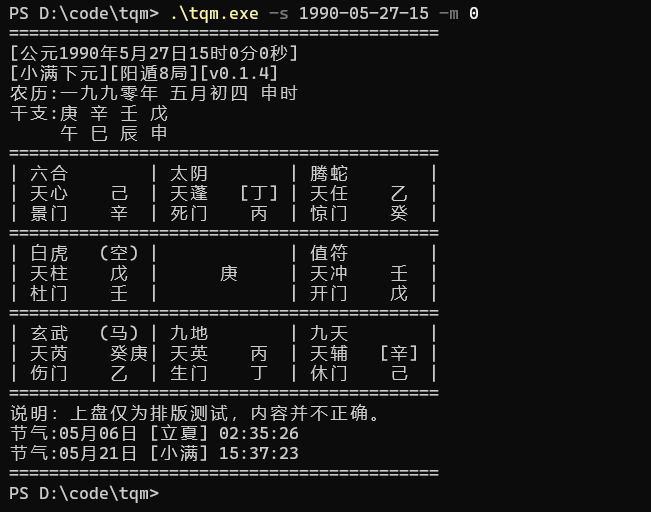 PS D:\code\tqm> .\tqm.exe -s 1990-05-27-15 -m 0
===========================================
[公元1990年5月27日15时0分0秒]
[小满下元][阳遁8局][v0.1.4]
农历:一九九零年 五月初四 申时
干支:庚 辛 壬 戊
     午 巳 辰 申
===========================================
| 六合        | 太阴        | 腾蛇        |
| 天心    己  | 天蓬   [丁] | 天任    乙  |
| 景门    辛  | 死门    丙  | 惊门    癸  |
===========================================
| 白虎   (空) |             | 值符        |
| 天柱    戊  |      庚     | 天冲    壬  |
| 杜门    壬  |             | 开门    戊  |
===========================================
| 玄武   (马) | 九地        | 九天        |
| 天芮    癸庚| 天英    丙  | 天辅   [辛] |
| 伤门    乙  | 生门    丁  | 休门    己  |
===========================================
说明: 上盘仅为排版测试, 内容并不正确。
节气:05月06日 [立夏] 02:35:26
节气:05月21日 [小满] 15:37:23
===========================================
PS D:\code\tqm>